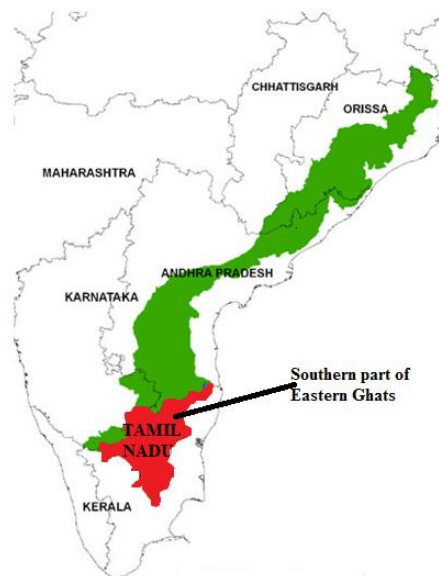 CHHATTISGARH
ORISSA
MAHARASHTRA
ANDHRA PRADESH
KARNATAKA
Southern part of
Eastern Ghats
TAMIL
NADU
KERALA